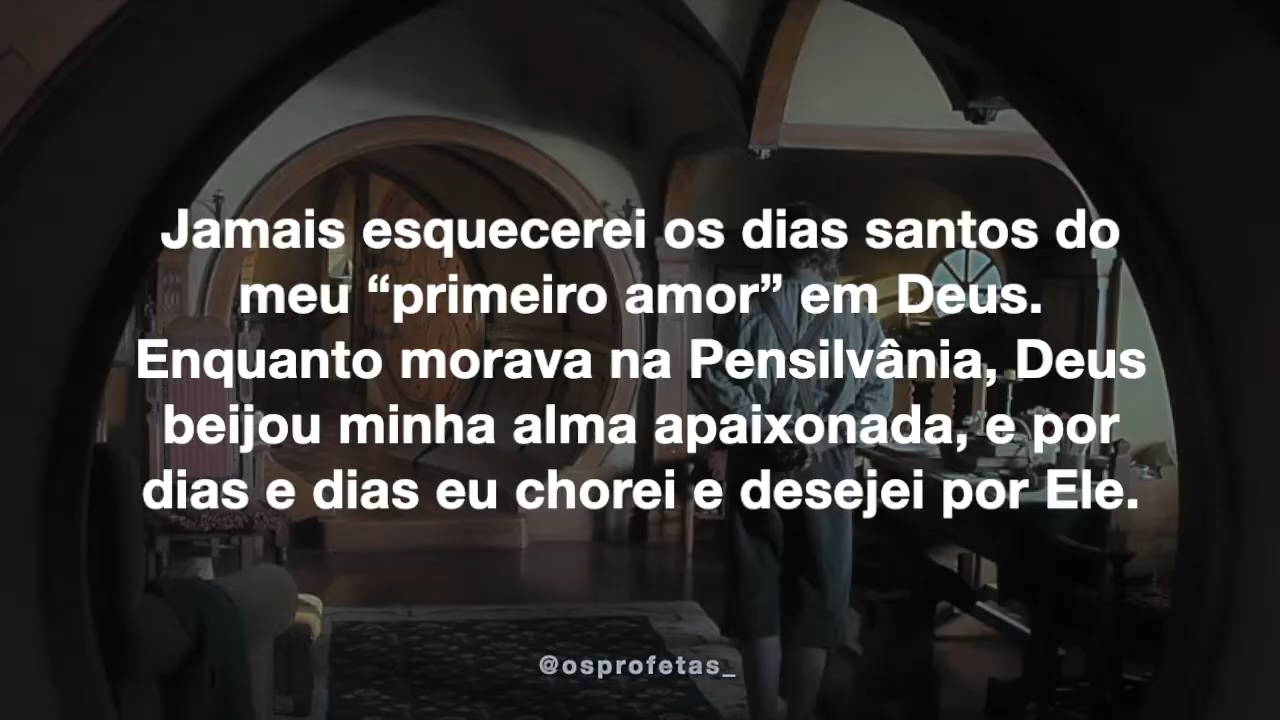 Jamais esquecerei os dias santos do
meu “primeiro amor” em Deus.
Enquanto morava na Pensilvânia, Deus
beijou minha alma apaixonada, e por
dias e dias eu chorei e desejei por Ele.
@osprofetas_